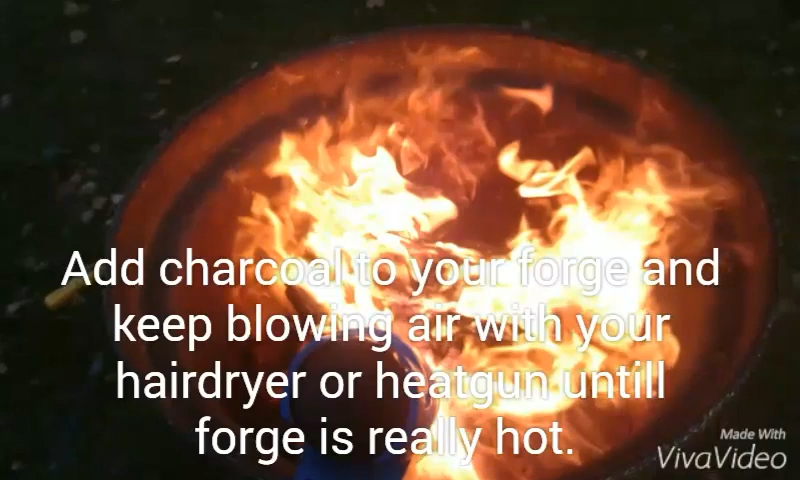 Add charcoal to your forge and
keep blowing air with your
hairdryer or heatgun untill
forge is really hot.
Made With
VivaVideo